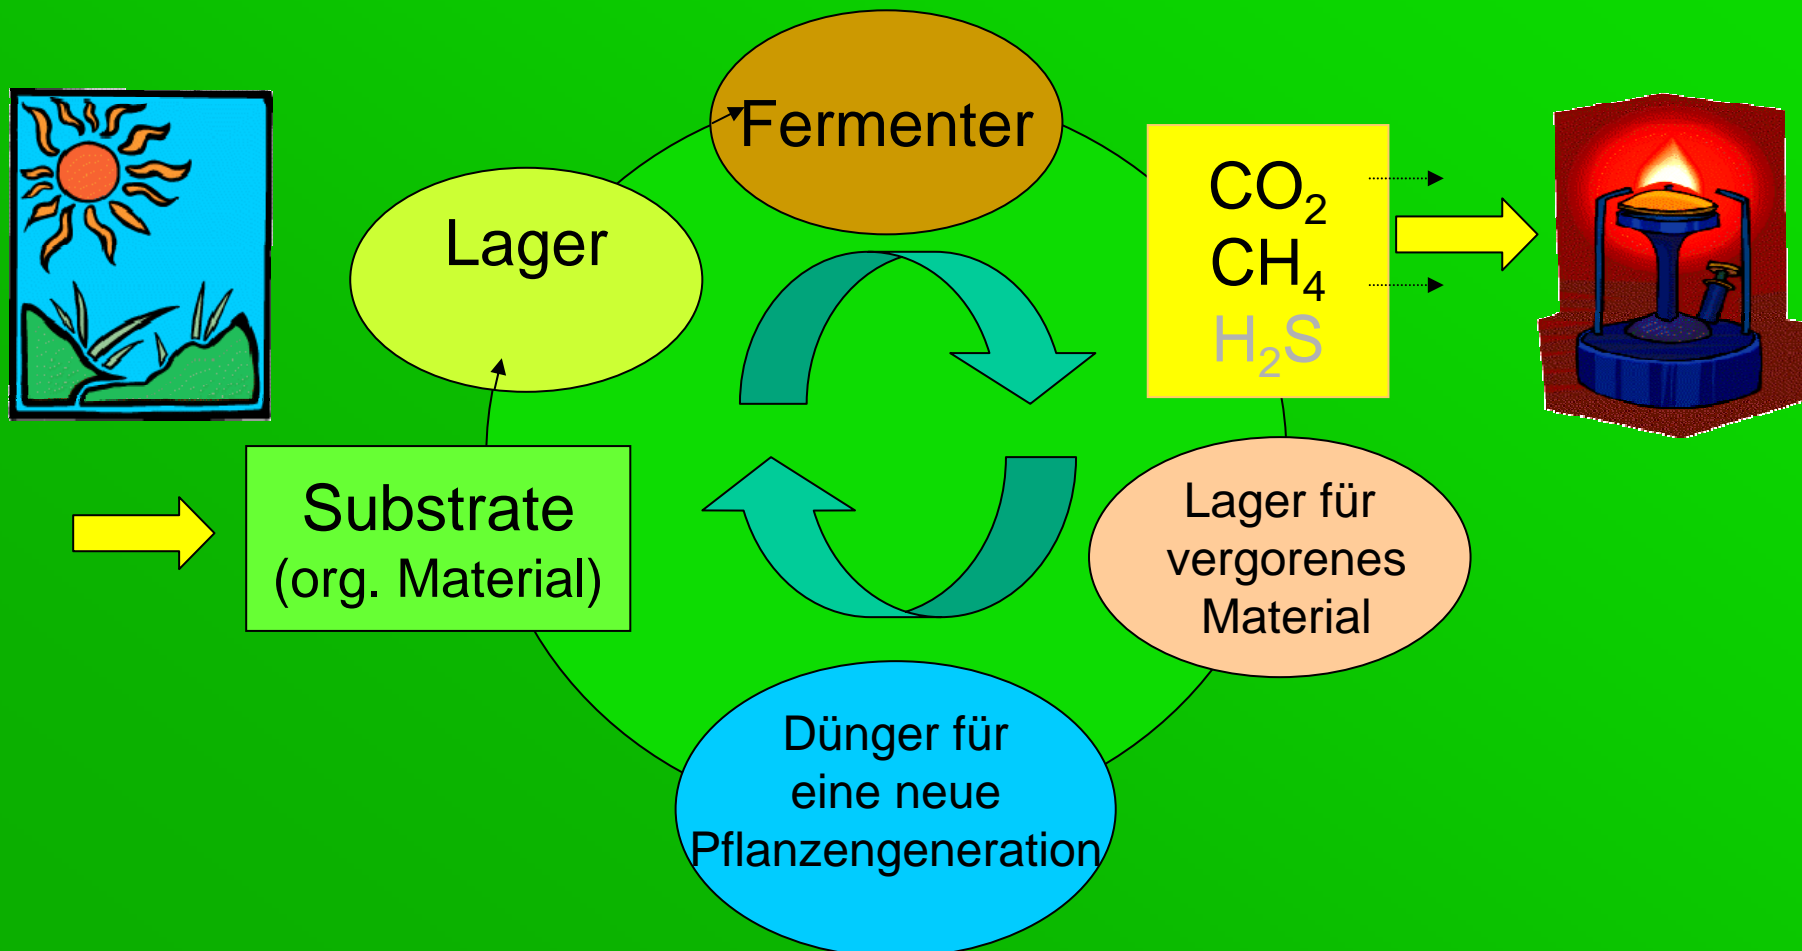 Fermenter
Lager
CO₂
CH₄
H₂S
Substrate
(org. Material)
Lager für
vergorenes
Material
Dünger für
eine neue
Pflanzengeneration